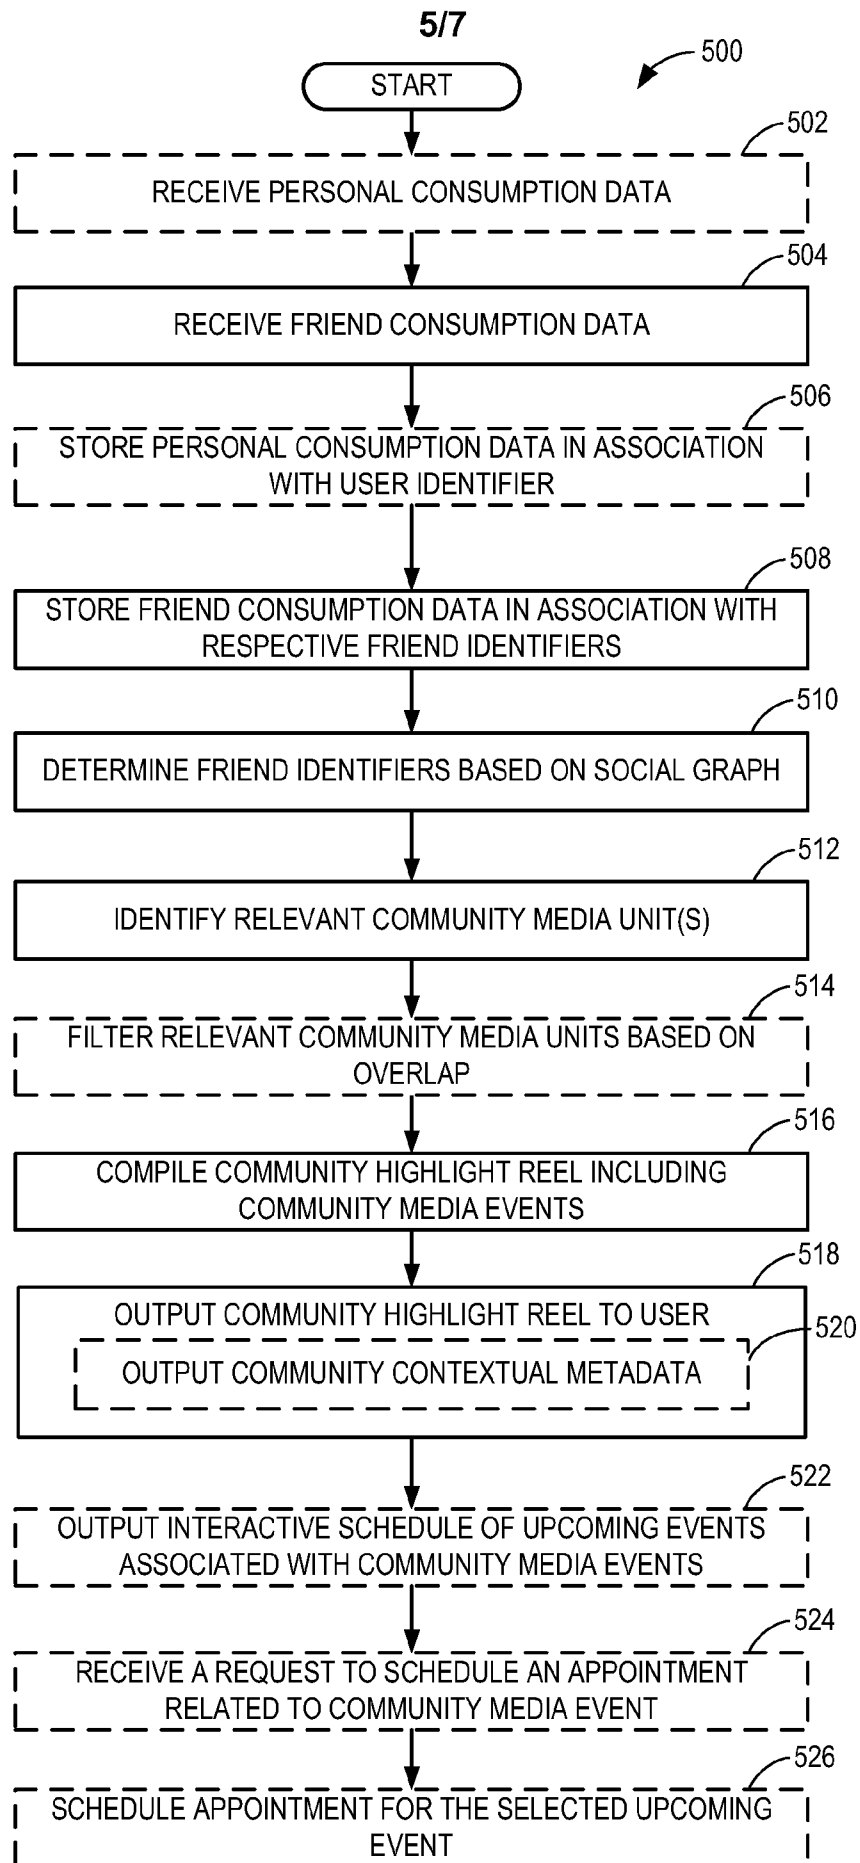 5/7
500
START
502
RECEIVE PERSONAL CONSUMPTION DATA
504
RECEIVE FRIEND CONSUMPTION DATA
506
STORE PERSONAL CONSUMPTION DATA IN ASSOCIATION
WITH USER IDENTIFIER
508
STORE FRIEND CONSUMPTION DATA IN ASSOCIATION WITH
RESPECTIVE FRIEND IDENTIFIERS
510
DETERMINE FRIEND IDENTIFIERS BASED ON SOCIAL GRAPH
512
IDENTIFY RELEVANT COMMUNITY MEDIA UNIT(S)
514
FILTER RELEVANT COMMUNITY MEDIA UNITS BASED ON
OVERLAP
516
COMPILE COMMUNITY HIGHLIGHT REEL INCLUDING
COMMUNITY MEDIA EVENTS
518
OUTPUT COMMUNITY HIGHLIGHT REEL TO USER
520
OUTPUT COMMUNITY CONTEXTUAL METADATA
522
OUTPUT INTERACTIVE SCHEDULE OF UPCOMING EVENTS
ASSOCIATED WITH COMMUNITY MEDIA EVENTS
524
RECEIVE A REQUEST TO SCHEDULE AN APPOINTMENT
RELATED TO COMMUNITY MEDIA EVENT
526
SCHEDULE APPOINTMENT FOR THE SELECTED UPCOMING
EVENT